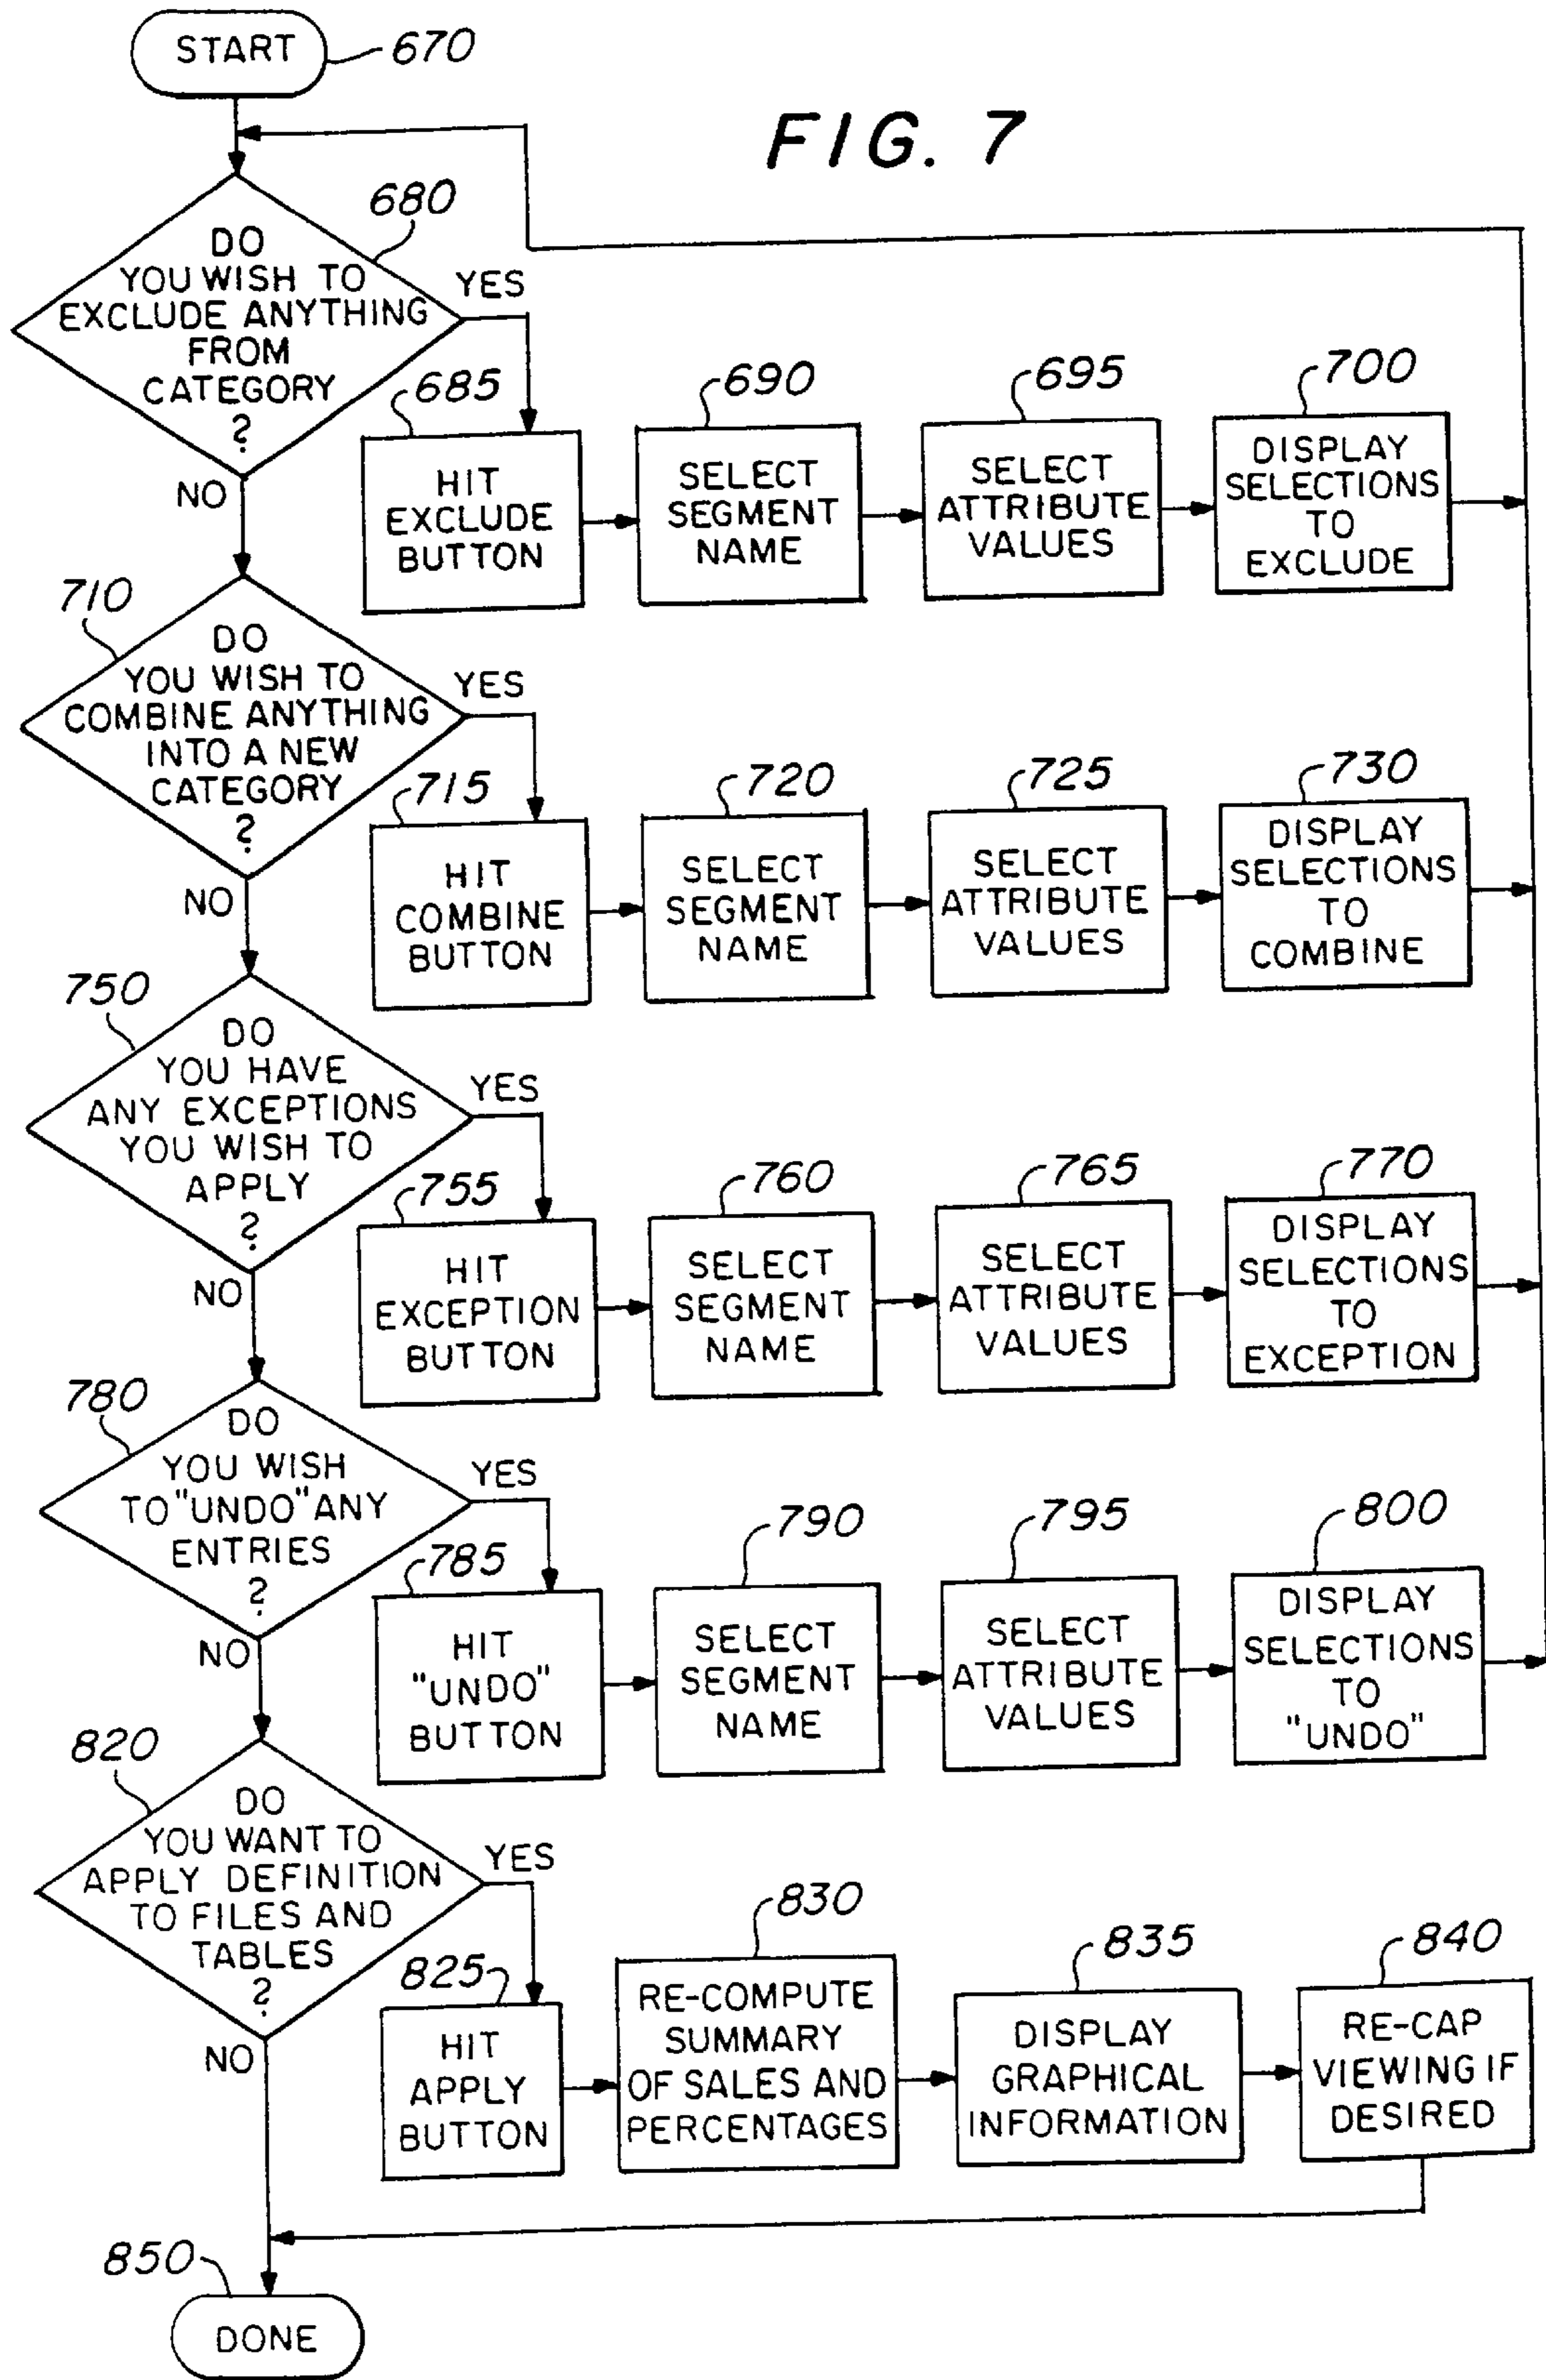 START
670
FIG. 7
680
DO
YOU WISH TO
EXCLUDE ANYTHING
FROM
CATEGORY
?
YES
NO
685
HIT
EXCLUDE
BUTTON
690
SELECT
SEGMENT
NAME
695
SELECT
ATTRIBUTE
VALUES
700
DISPLAY
SELECTIONS
TO
EXCLUDE
710
DO
YOU WISH TO
COMBINE ANYTHING
INTO A NEW
CATEGORY
?
YES
NO
715
HIT
COMBINE
BUTTON
720
SELECT
SEGMENT
NAME
725
SELECT
ATTRIBUTE
VALUES
730
DISPLAY
SELECTIONS
TO
COMBINE
750
DO
YOU HAVE
ANY EXCEPTIONS
YOU WISH TO
APPLY
?
YES
NO
755
HIT
EXCEPTION
BUTTON
760
SELECT
SEGMENT
NAME
765
SELECT
ATTRIBUTE
VALUES
770
DISPLAY
SELECTIONS
TO
EXCEPTION
780
DO
YOU WISH
TO "UNDO" ANY
ENTRIES
?
YES
NO
785
HIT
"UNDO"
BUTTON
790
SELECT
SEGMENT
NAME
795
SELECT
ATTRIBUTE
VALUES
800
DISPLAY
SELECTIONS
TO
"UNDO"
820
DO
YOU WANT TO
APPLY DEFINITION
TO FILES AND
TABLES
?
YES
NO
825
HIT
APPLY
BUTTON
830
RE-COMPUTE
SUMMARY
OF SALES AND
PERCENTAGES
835
DISPLAY
GRAPHICAL
INFORMATION
840
RE-CAP
VIEWING IF
DESIRED
850
DONE